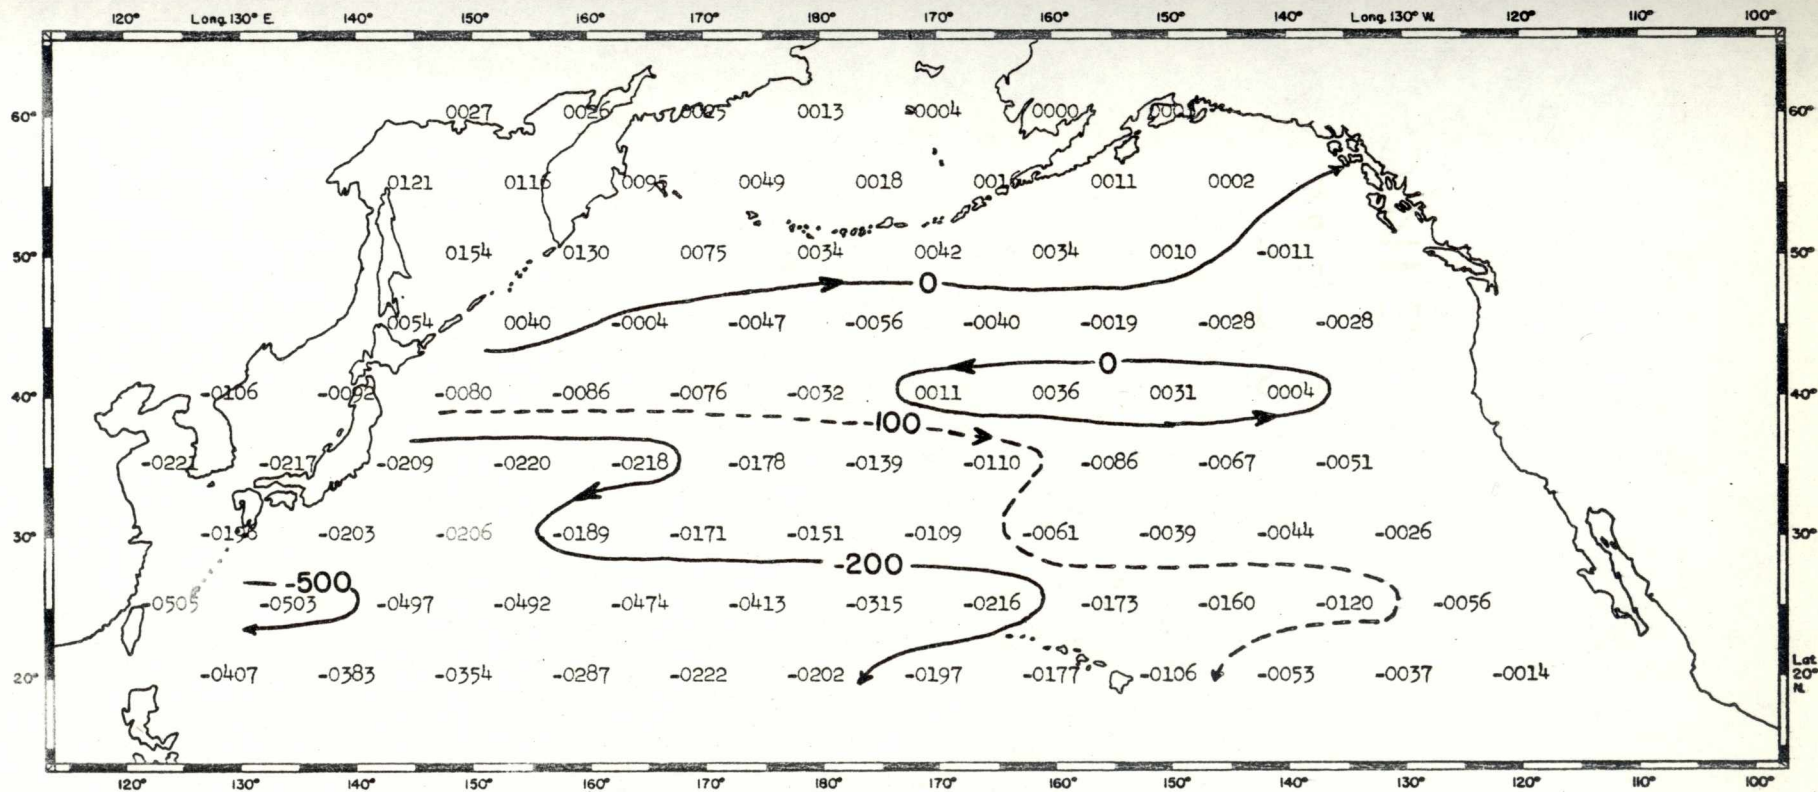 120° Long. 130° E. 140° 150° 160° 170° 180° 170° 160° 150° 140° Long. 130° W. 120° 110° 100°
60° 0027 0026 0025 0013 -0004 0000 60°
0121 0116 0095 0049 0018 0011 0002
50° 0154 0130 0075 0034 0042 0034 0010 -0011 50°
0
0054 0040 -0004 -0047 -0056 -0040 -0019 -0028 -0028
0
40° -0106 -0092 -0080 -0086 -0076 -0032 0011 0036 0031 0004 40°
-100
-0221 -0217 -0209 -0220 -0218 -0178 -0139 -0110 -0086 -0067 -0051
30° -0198 -0203 -0206 -0189 -0171 -0151 -0109 -0061 -0039 -0044 -0026 30°
-200
-500
-0505 -0503 -0497 -0492 -0474 -0413 -0315 -0216 -0173 -0160 -0120 -0056
Lat.
20° -0407 -0383 -0354 -0287 -0222 -0202 -0197 -0177 -0106 -0053 -0037 -0014 20°
N.
120° 130° 140° 150° 160° 170° 180° 170° 160° 150° 140° 130° 120° 110° 100°